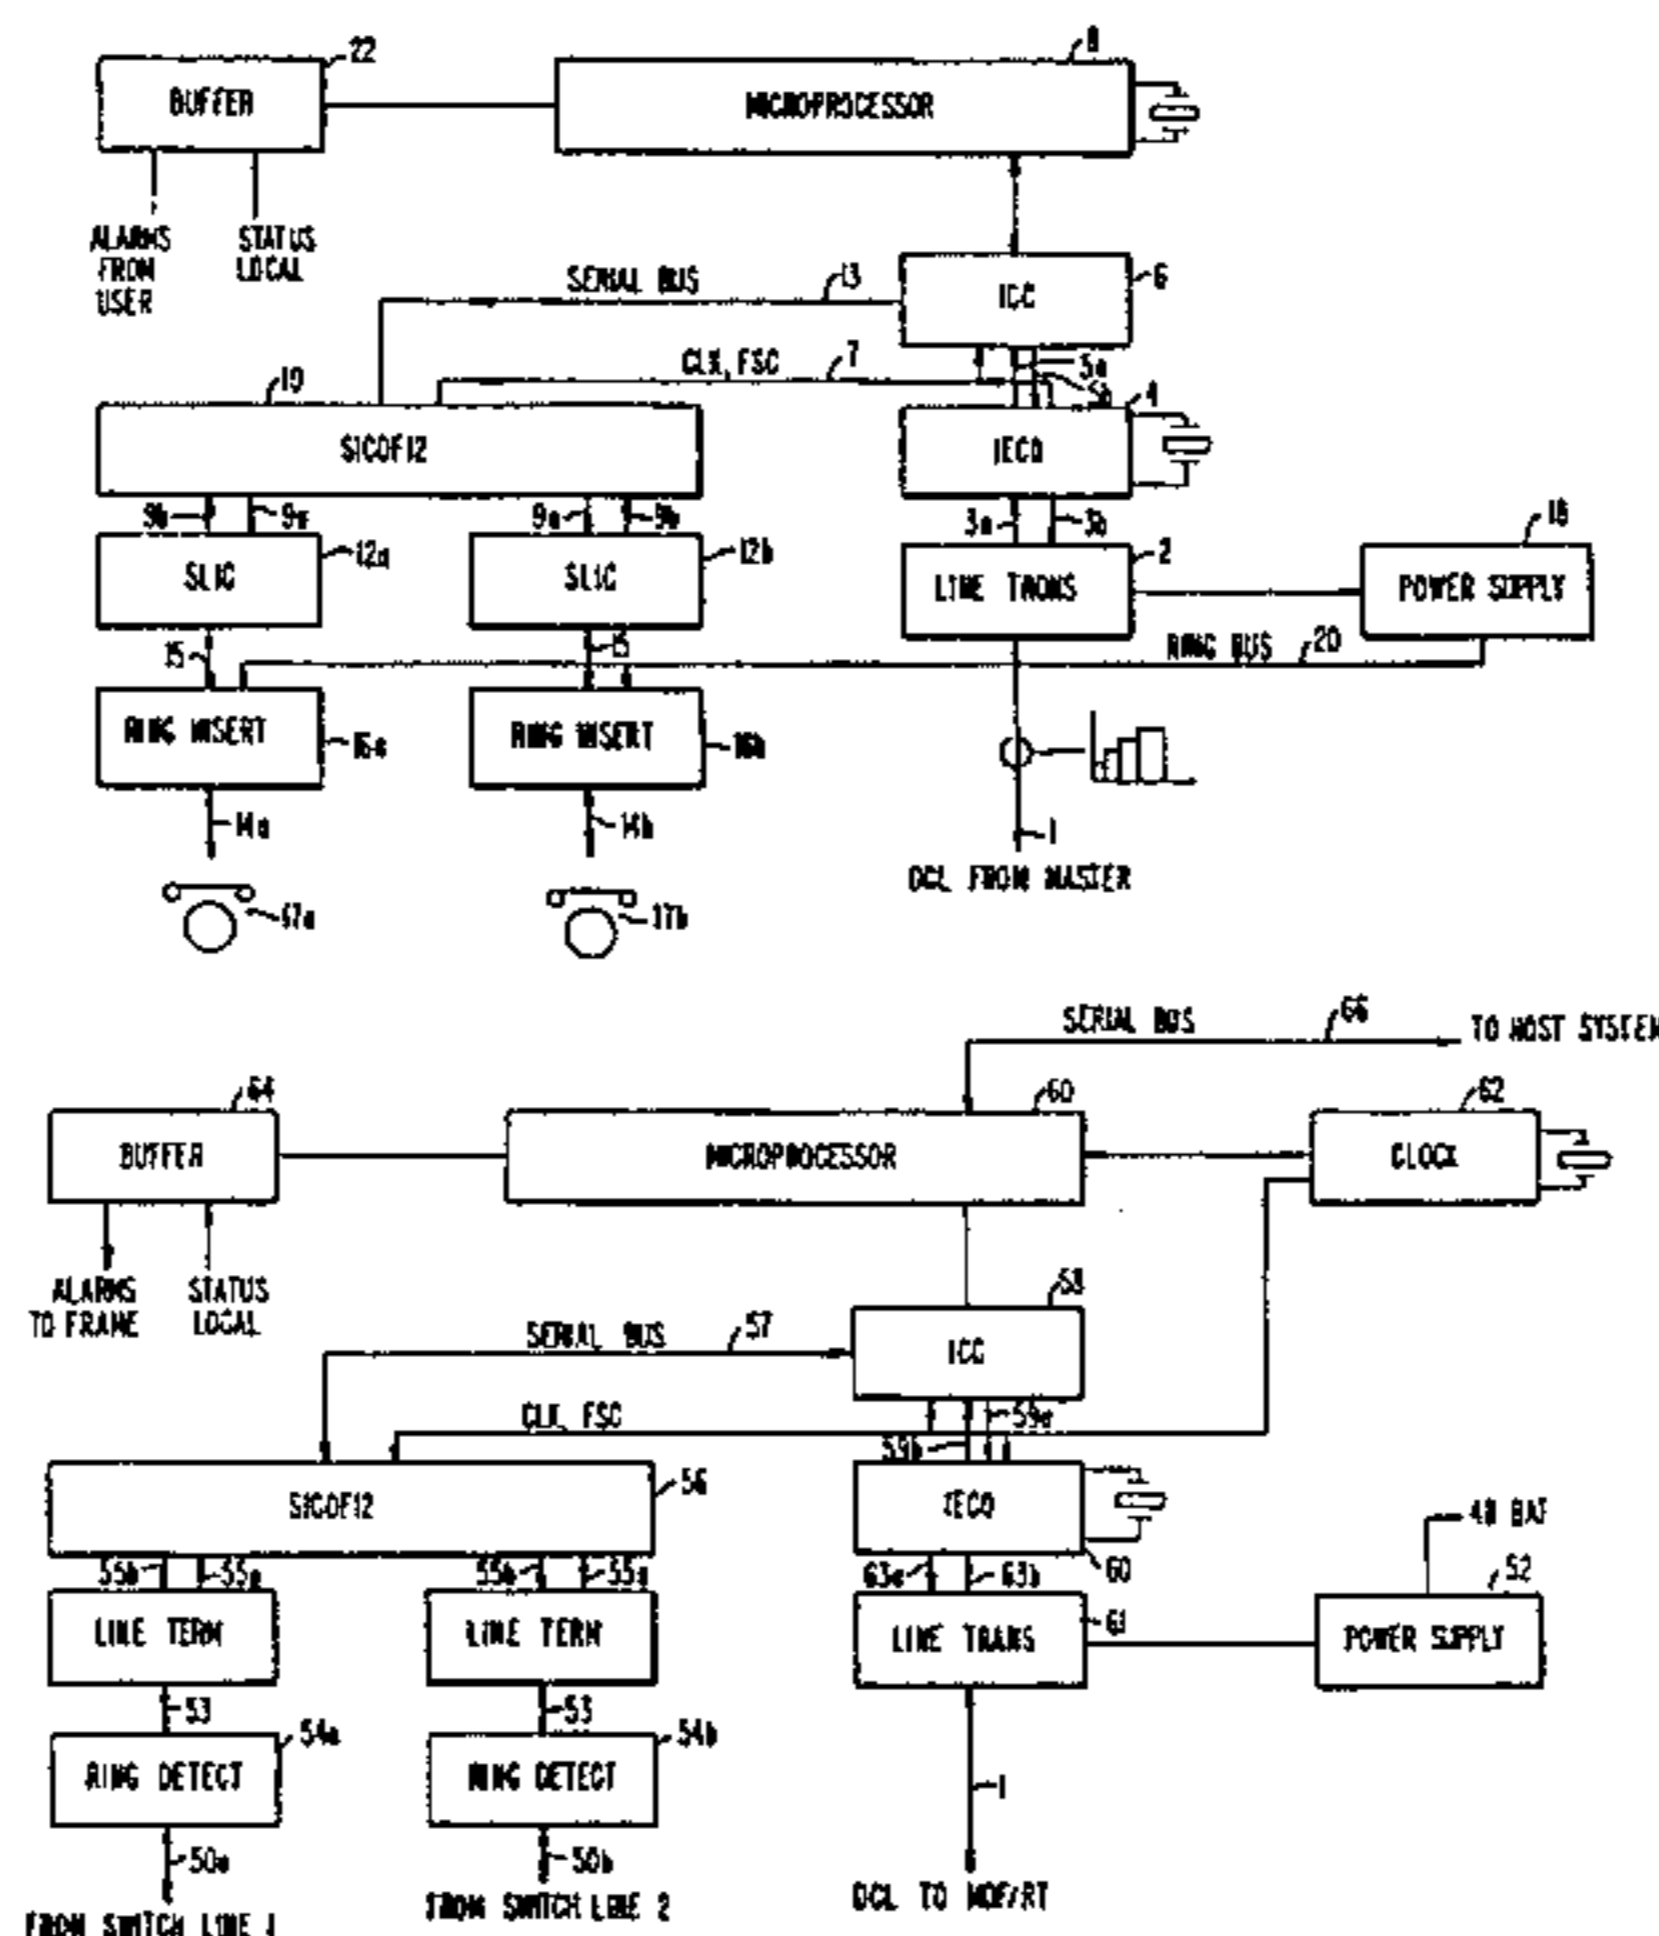 22
8
BUFFER
MICROPROCESSOR
ALARMS
FROM
USER
STATUS
LOCAL
SERIAL BUS
13
6
ICC
CLK, FSC
7
5a
5b
19
4
SICOFI2
IECQ
9b
9a
9a
9b
3a
3b
18
12a
12b
2
SLIC
SLIC
LINE TRANS
POWER SUPPLY
15
15
RING BUS
20
RING INSERT
RING INSERT
16b
14a
14b
1
DCL FROM MASTER
17a
17b
SERIAL BUS
66
TO HOST SYSTEM
64
60
62
BUFFER
MICROPROCESSOR
CLOCK
ALARMS
TO FRAME
STATUS
LOCAL
58
SERIAL BUS
57
ICC
CLK, FSC
59a
59b
56
SICOFI2
IECQ
48 BAT
55b
55a
55b
55a
63a
63b
60
52
LINE TERM
LINE TERM
LINE TRANS
61
POWER SUPPLY
53
53
54a
54b
RING DETECT
RING DETECT
1
50a
50b
FROM SWITCH LINE 1
FROM SWITCH LINE 2
DCL TO MDF/RT